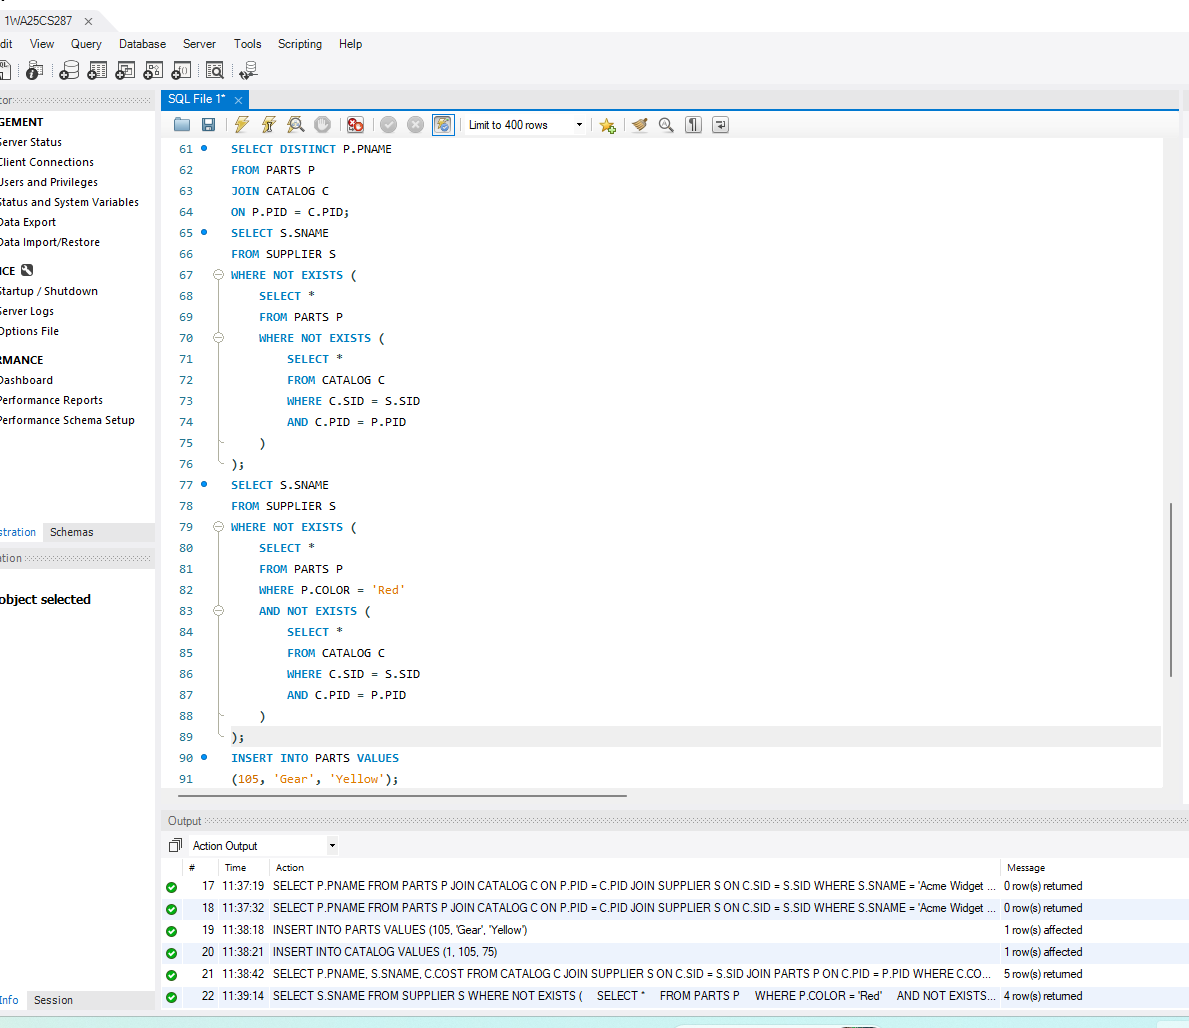 1WA25CS287
dit View Query Database Server Tools Scripting Help
tor
SQL File 1*
Limit to 400 rows
GEMENT
Server Status
Client Connections
Users and Privileges
Status and System Variables
Data Export
Data Import/Restore
NCE
Startup / Shutdown
Server Logs
Options File
RMANCE
Dashboard
Performance Reports
Performance Schema Setup
stration Schemas
ation
object selected
Info Session
61 SELECT DISTINCT P.PNAME
62 FROM PARTS P
63 JOIN CATALOG C
64 ON P.PID = C.PID;
65 SELECT S.SNAME
66 FROM SUPPLIER S
67 WHERE NOT EXISTS (
68 SELECT *
69 FROM PARTS P
70 WHERE NOT EXISTS (
71 SELECT *
72 FROM CATALOG C
73 WHERE C.SID = S.SID
74 AND C.PID = P.PID
75 )
76 );
77 SELECT S.SNAME
78 FROM SUPPLIER S
79 WHERE NOT EXISTS (
80 SELECT *
81 FROM PARTS P
82 WHERE P.COLOR = 'Red'
83 AND NOT EXISTS (
84 SELECT *
85 FROM CATALOG C
86 WHERE C.SID = S.SID
87 AND C.PID = P.PID
88 )
89 );
90 INSERT INTO PARTS VALUES
91 (105, 'Gear', 'Yellow');
Output
Action Output
# Time Action Message
17 11:37:19 SELECT P.PNAME FROM PARTS P JOIN CATALOG C ON P.PID = C.PID JOIN SUPPLIER S ON C.SID = S.SID WHERE S.SNAME = 'Acme Widget ... 0 row(s) returned
18 11:37:32 SELECT P.PNAME FROM PARTS P JOIN CATALOG C ON P.PID = C.PID JOIN SUPPLIER S ON C.SID = S.SID WHERE S.SNAME = 'Acme Widget ... 0 row(s) returned
19 11:38:18 INSERT INTO PARTS VALUES (105, 'Gear', 'Yellow') 1 row(s) affected
20 11:38:21 INSERT INTO CATALOG VALUES (1, 105, 75) 1 row(s) affected
21 11:38:42 SELECT P.PNAME, S.SNAME, C.COST FROM CATALOG C JOIN SUPPLIER S ON C.SID = S.SID JOIN PARTS P ON C.PID = P.PID WHERE C.CO... 5 row(s) returned
22 11:39:14 SELECT S.SNAME FROM SUPPLIER S WHERE NOT EXISTS ( SELECT * FROM PARTS P WHERE P.COLOR = 'Red' AND NOT EXISTS... 4 row(s) returned